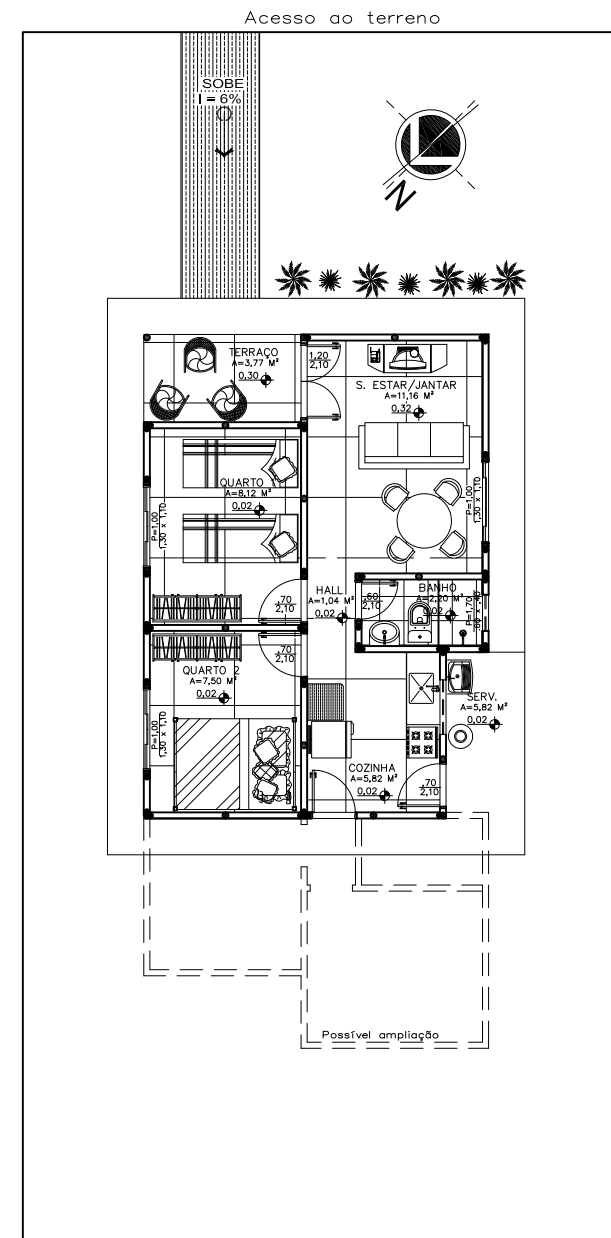 Acesso ao terreno
SOBE
I = 6%
N
TERRAÇO
A=3,77 M²
0,30
1,20
2,10
S. ESTAR/JANTAR
A=11,16 M²
0,32
QUARTO
A=8,12 M²
0,02
P=1,00
1,30 x 1,10
P=1,00
1,30 x 1,10
HALL
A=1,04 M²
0,02
,70
2,10
,60
2,10
BANHO
A=2,20 M²
0,02
P=1,70
QUARTO 2
A=7,50 M²
0,02
,70
2,10
P=1,00
1,30 x 1,10
SERV.
A=5,82 M²
0,02
COZINHA
A=5,82 M²
0,02
,70
2,10
Possível ampliação